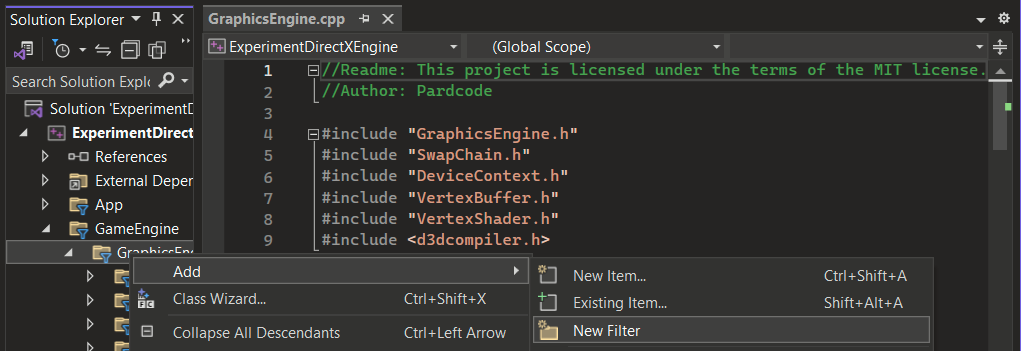 Solution Explorer
GraphicsEngine.cpp
ExperimentDirectXEngine
(Global Scope)
Search Solution Explo
Solution 'ExperimentD
ExperimentDirect
References
External Depe
App
GameEngine
GraphicsEn
1 //Readme: This project is licensed under the terms of the MIT license.
2 //Author: Pardcode
3
4 #include "GraphicsEngine.h"
5 #include "SwapChain.h"
6 #include "DeviceContext.h"
7 #include "VertexBuffer.h"
8 #include "VertexShader.h"
9 #include <d3dcompiler.h>
Add
Class Wizard... Ctrl+Shift+X
Collapse All Descendants Ctrl+Left Arrow
New Item... Ctrl+Shift+A
Existing Item... Shift+Alt+A
New Filter